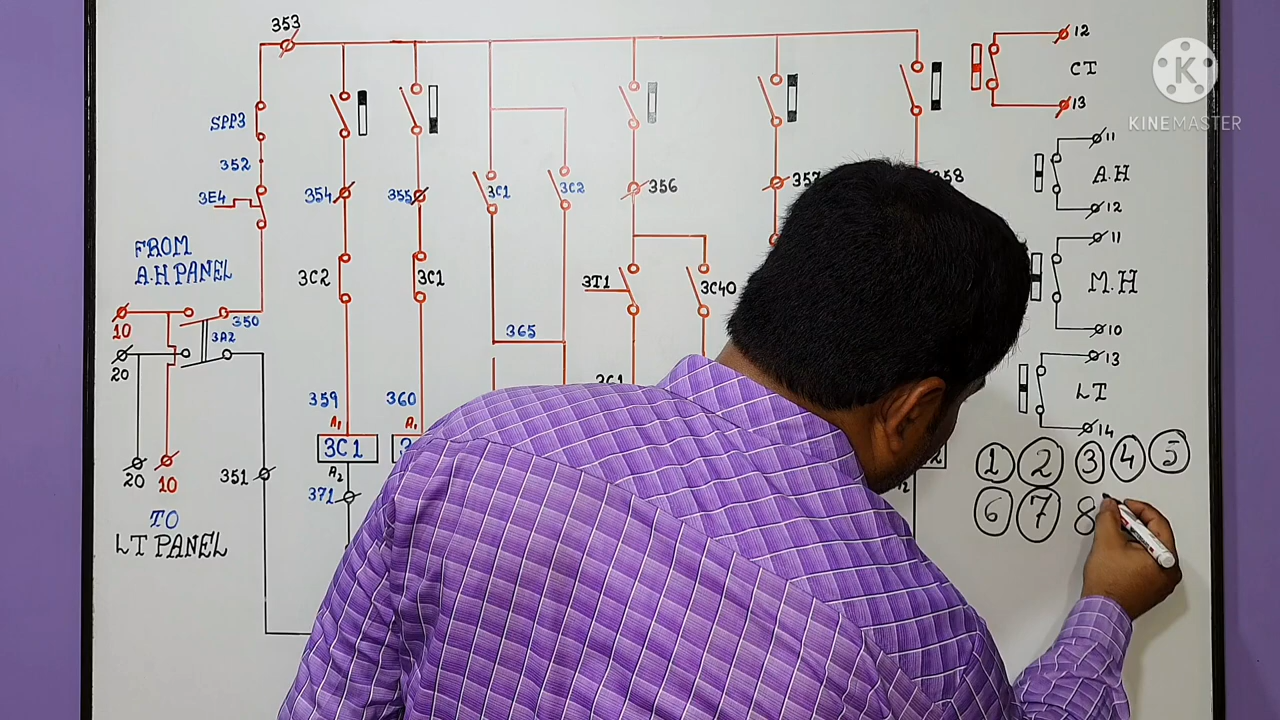 353
12
CT
KINEMASTER
SPP3
13
352
11
3E4
354
355
3C1
3C2
356
357
358
A.H
12
FROM
A.H PANEL
11
3C2
3C1
3T1
3C40
M.H
10
350
365
10
3A2
10
20
13
361
LT
359
360
A1
A1
14
3C1
A2
1 2 3 4 5
20
10
351
371
6 7 8
TO
LT PANEL